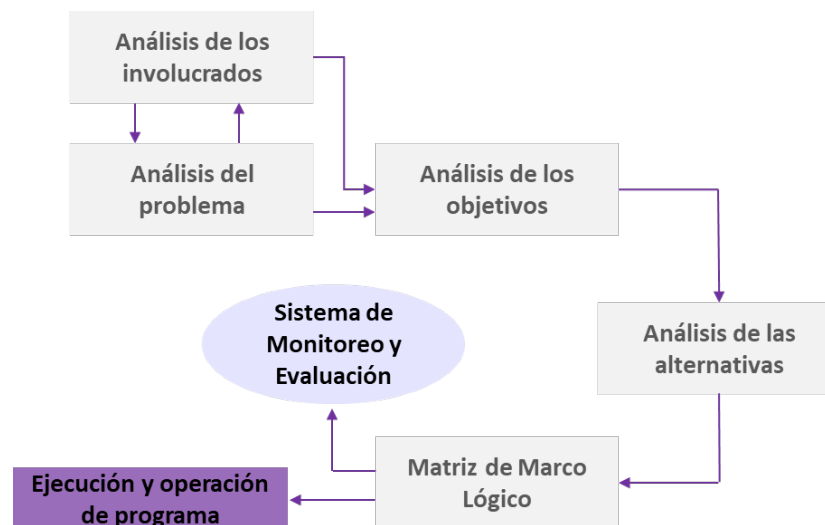 Análisis de los
involucrados
Análisis del
problema
Análisis de los
objetivos
Sistema de
Monitoreo y
Evaluación
Análisis de las
alternativas
Matriz de Marco
Lógico
Ejecución y operación
de programa